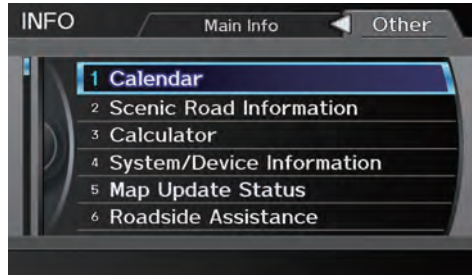 INFO Main Info Other
1 Calendar
2 Scenic Road Information
3 Calculator
4 System/Device Information
5 Map Update Status
6 Roadside Assistance